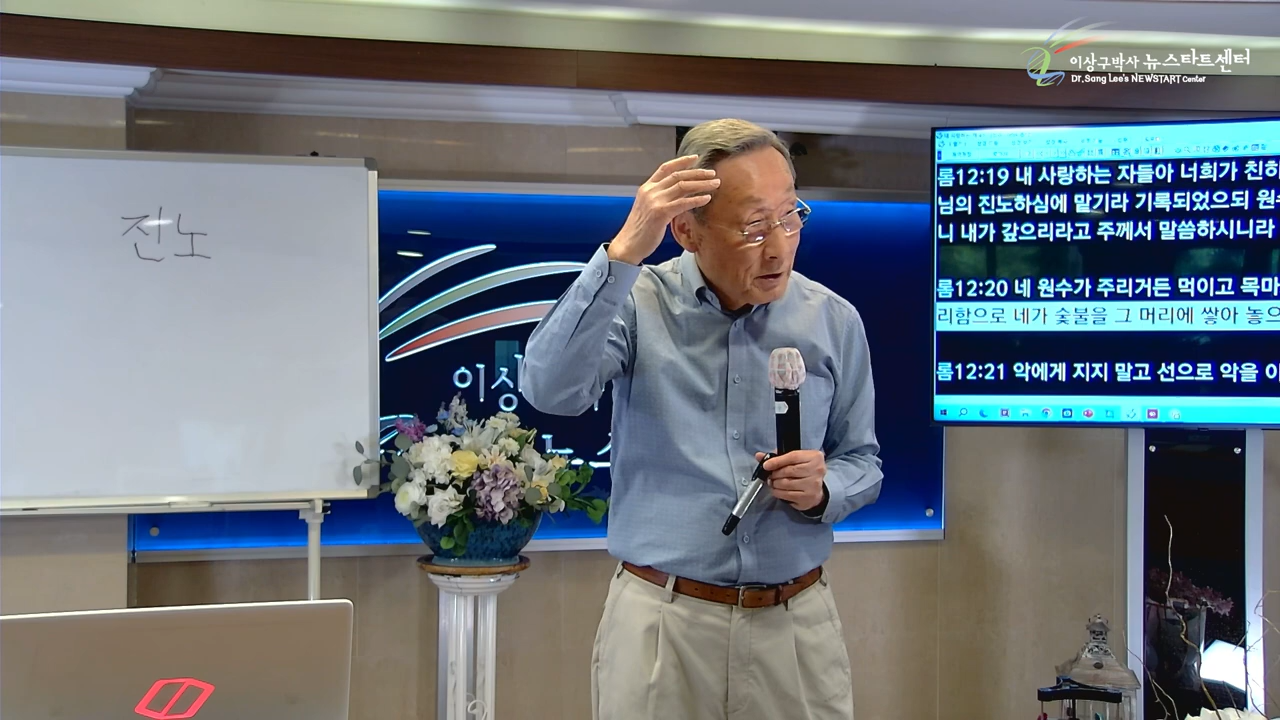 이상구박사 뉴스타트센터
Dr. Sang Lee's NEWSTART Center
진노
롬12:19 내 사랑하는 자들아 너희가 친히
님의 진노하심에 맡기라 기록되었으되 원수
니 내가 갚으리라고 주께서 말씀하시니라
롬12:20 네 원수가 주리거든 먹이고 목마
리함으로 네가 숯불을 그 머리에 쌓아 놓으
롬12:21 악에게 지지 말고 선으로 악을 이